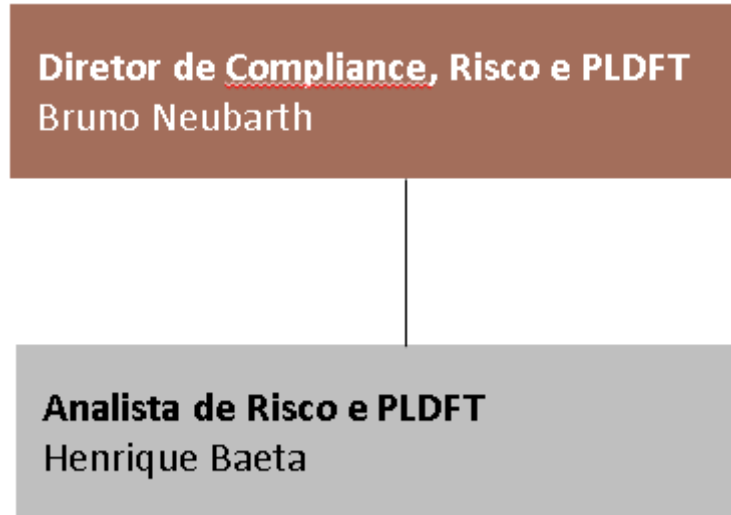 Diretor de Compliance, Risco e PLDFT
Bruno Neubarth
Analista de Risco e PLDFT
Henrique Baeta